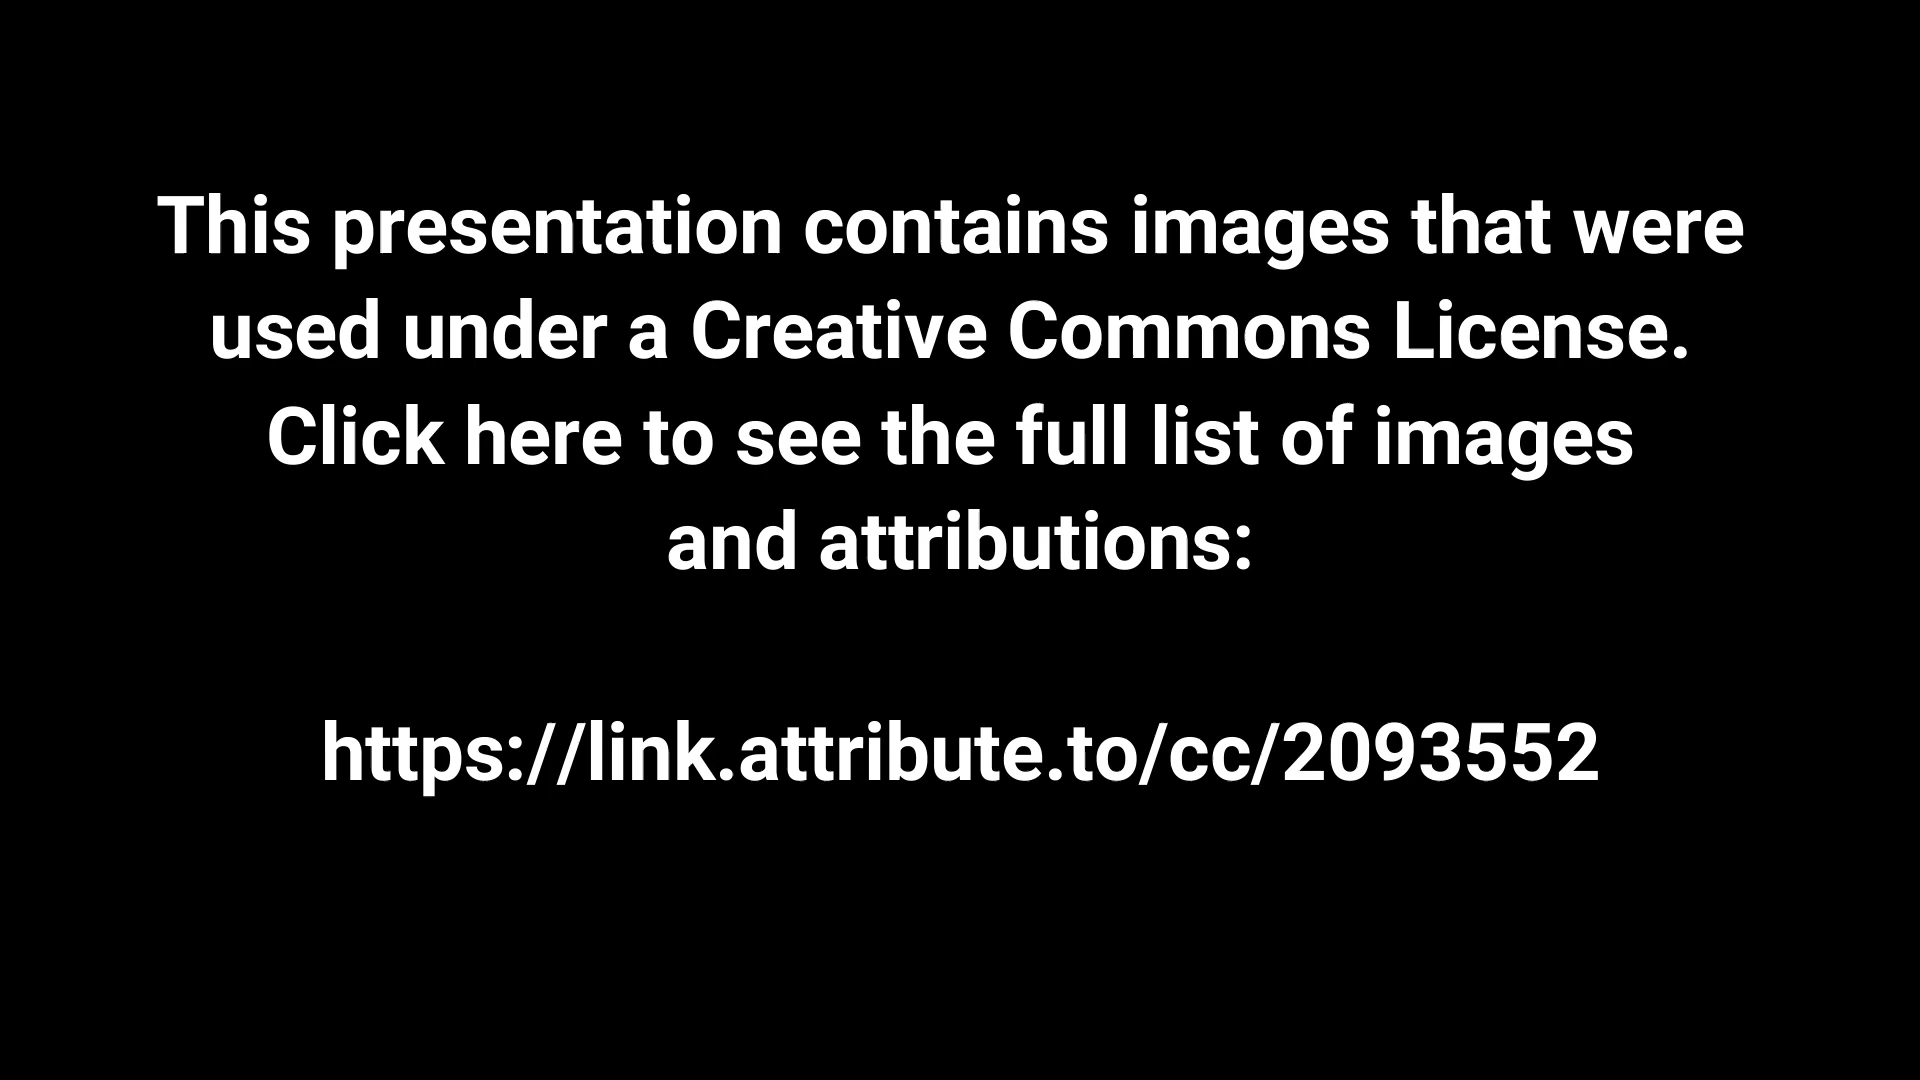 This presentation contains images that were
used under a Creative Commons License.
Click here to see the full list of images
and attributions:
https://link.attribute.to/cc/2093552